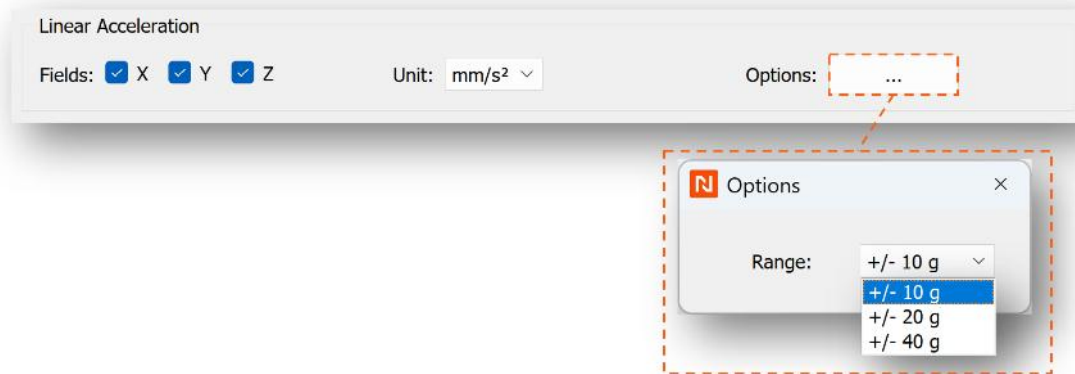 Linear Acceleration
Fields: X Y Z Unit: mm/s² Options: ...
Options
Range: +/- 10 g
+/- 10 g
+/- 20 g
+/- 40 g